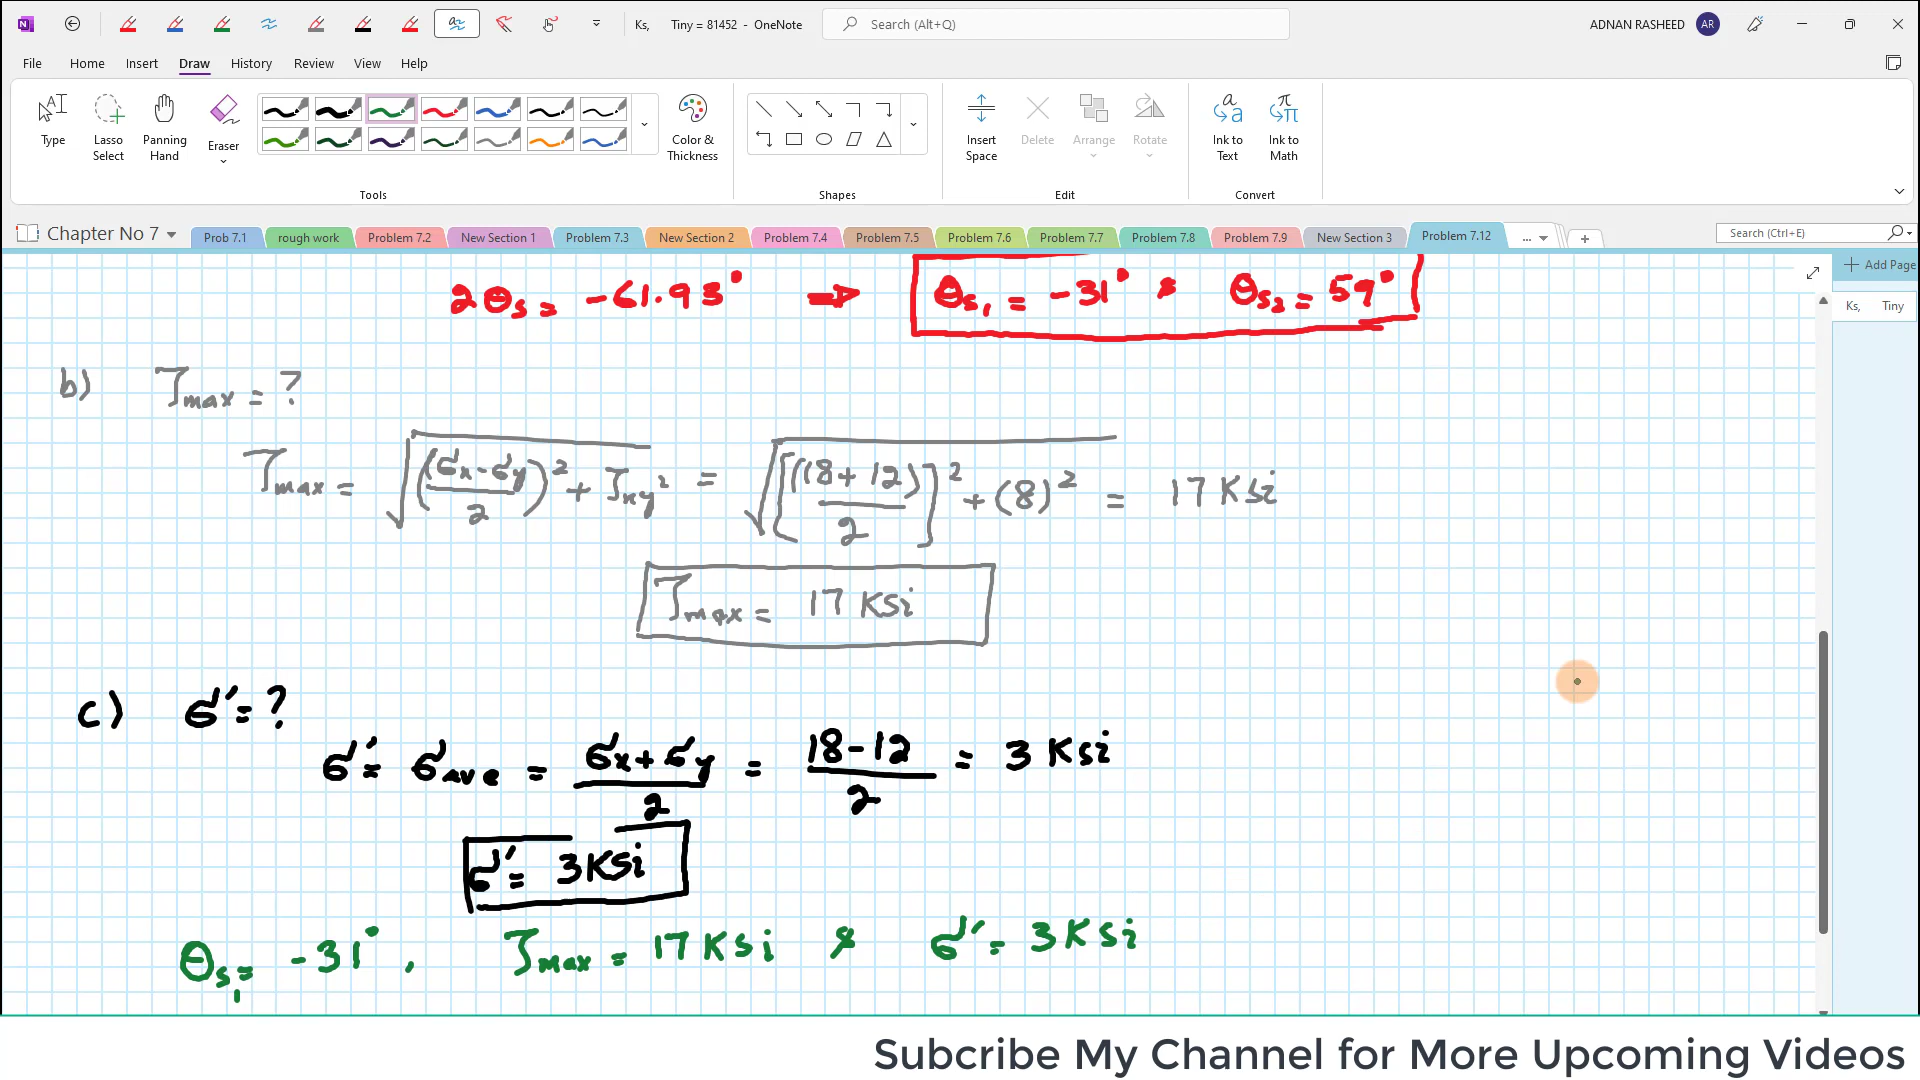 Ks, Tiny = 81452 - OneNote
Search (Alt+Q)
ADNAN RASHEED AR
File Home Insert Draw History Review View Help
Type
Lasso Select
Panning Hand
Eraser
Color & Thickness
Insert Space
Delete
Arrange
Rotate
Ink to Text
Ink to Math
Tools Shapes Edit Convert
Chapter No 7 Prob 7.1 rough work Problem 7.2 New Section 1 Problem 7.3 New Section 2 Problem 7.4 Problem 7.5 Problem 7.6 Problem 7.7 Problem 7.8 Problem 7.9 New Section 3 Problem 7.12 ... Search (Ctrl+E)
+ Add Page
Ks, Tiny
2θs = -61.93° ⇒ θs₁ = -31° & θs₂ = 59°
b) τmax = ?
τmax = √(((σx-σy)/2)² + τxy²) = √([(18+12)/2]² + (8)²) = 17 Ksi
τmax = 17 Ksi
c) σ' = ?
σ' = σave = (σx+σy)/2 = (18-12)/2 = 3 Ksi
σ' = 3 Ksi
θs₁ = -31°, τmax = 17 Ksi & σ' = 3 Ksi
Subcribe My Channel for More Upcoming Videos